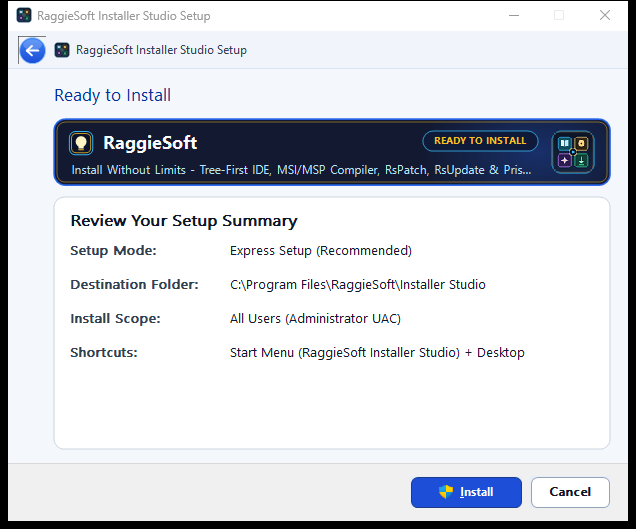 RaggieSoft Installer Studio Setup
RaggieSoft Installer Studio Setup
Ready to Install
RaggieSoft
READY TO INSTALL
Install Without Limits - Tree-First IDE, MSI/MSP Compiler, RsPatch, RsUpdate & Pris...
Review Your Setup Summary
Setup Mode: Express Setup (Recommended)
Destination Folder: C:\Program Files\RaggieSoft\Installer Studio
Install Scope: All Users (Administrator UAC)
Shortcuts: Start Menu (RaggieSoft Installer Studio) + Desktop
Install
Cancel